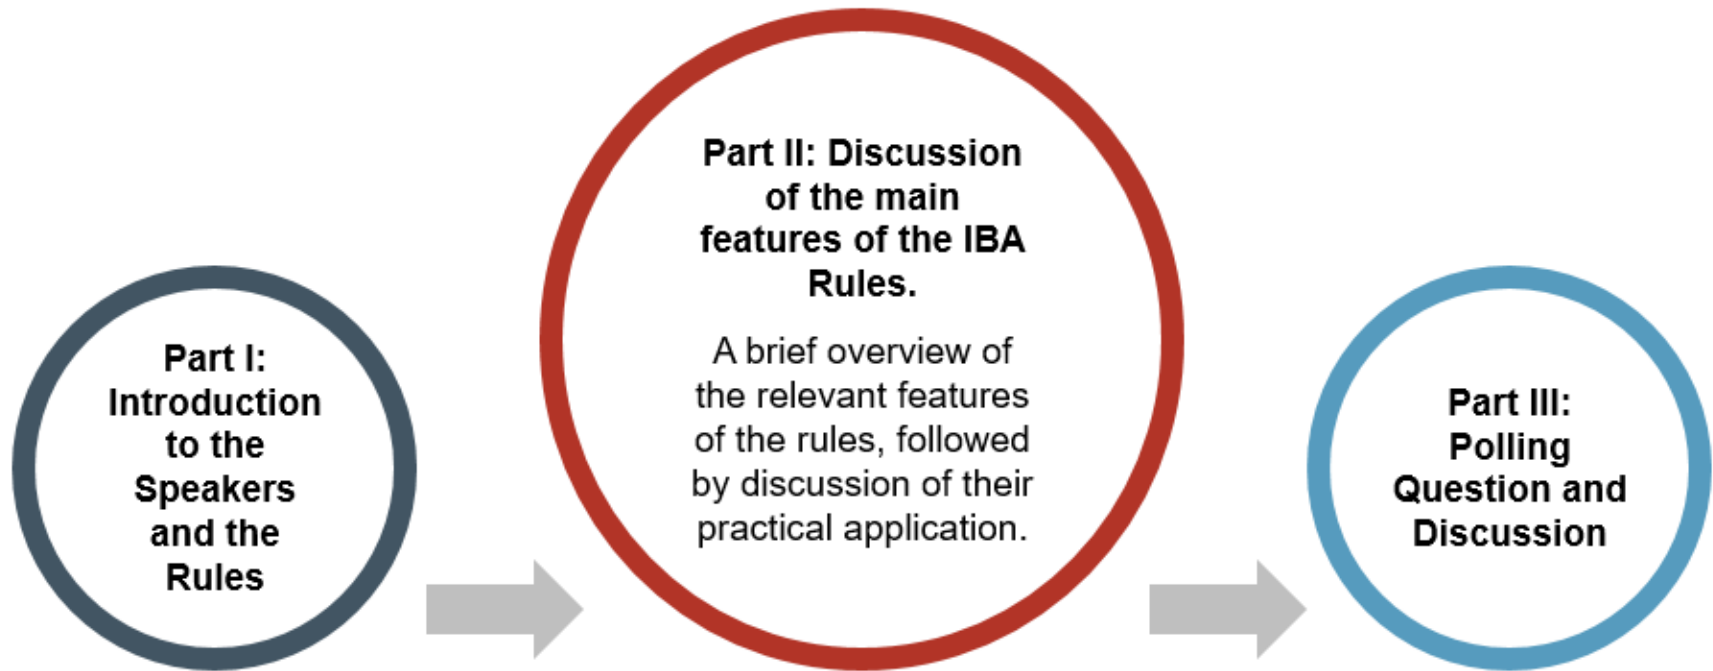 Part I:
Introduction
to the
Speakers
and the
Rules
Part II: Discussion
of the main
features of the IBA
Rules.
A brief overview of
the relevant features
of the rules, followed
by discussion of their
practical application.
Part III:
Polling
Question and
Discussion